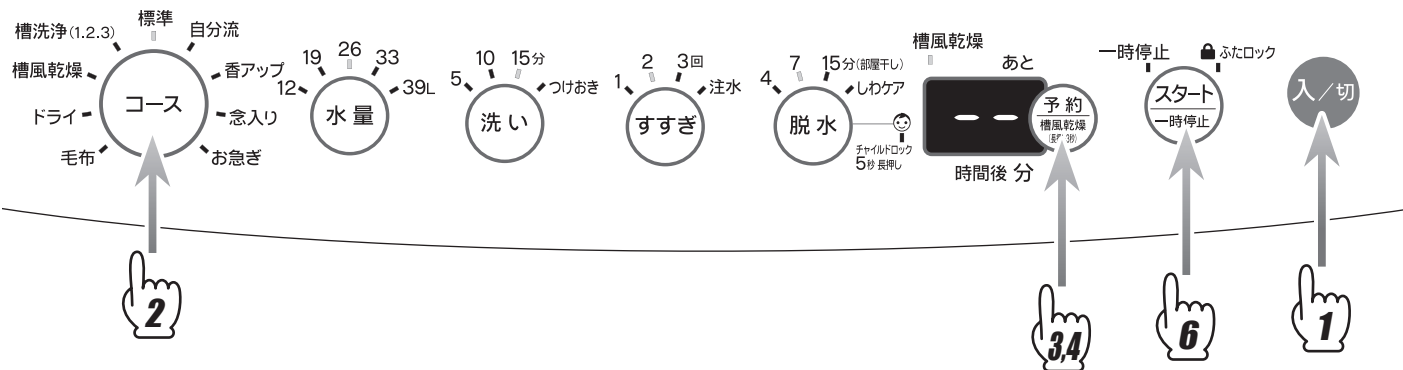 槽洗浄(1.2.3)
標準
自分流
槽風乾燥
香アップ
ドライ
コース
念入り
毛布
お急ぎ
12
19
26
33
39L
水量
5
10
15分
つけおき
洗い
1
2
3回
注水
すすぎ
4
7
15分(部屋干し)
しわケア
脱水
チャイルドロック
5秒 長押し
槽風乾燥
あと
--
時間後 分
予約
槽風乾燥
一時停止
ふたロック
スタート
一時停止
入/切
2
3,4
6
1